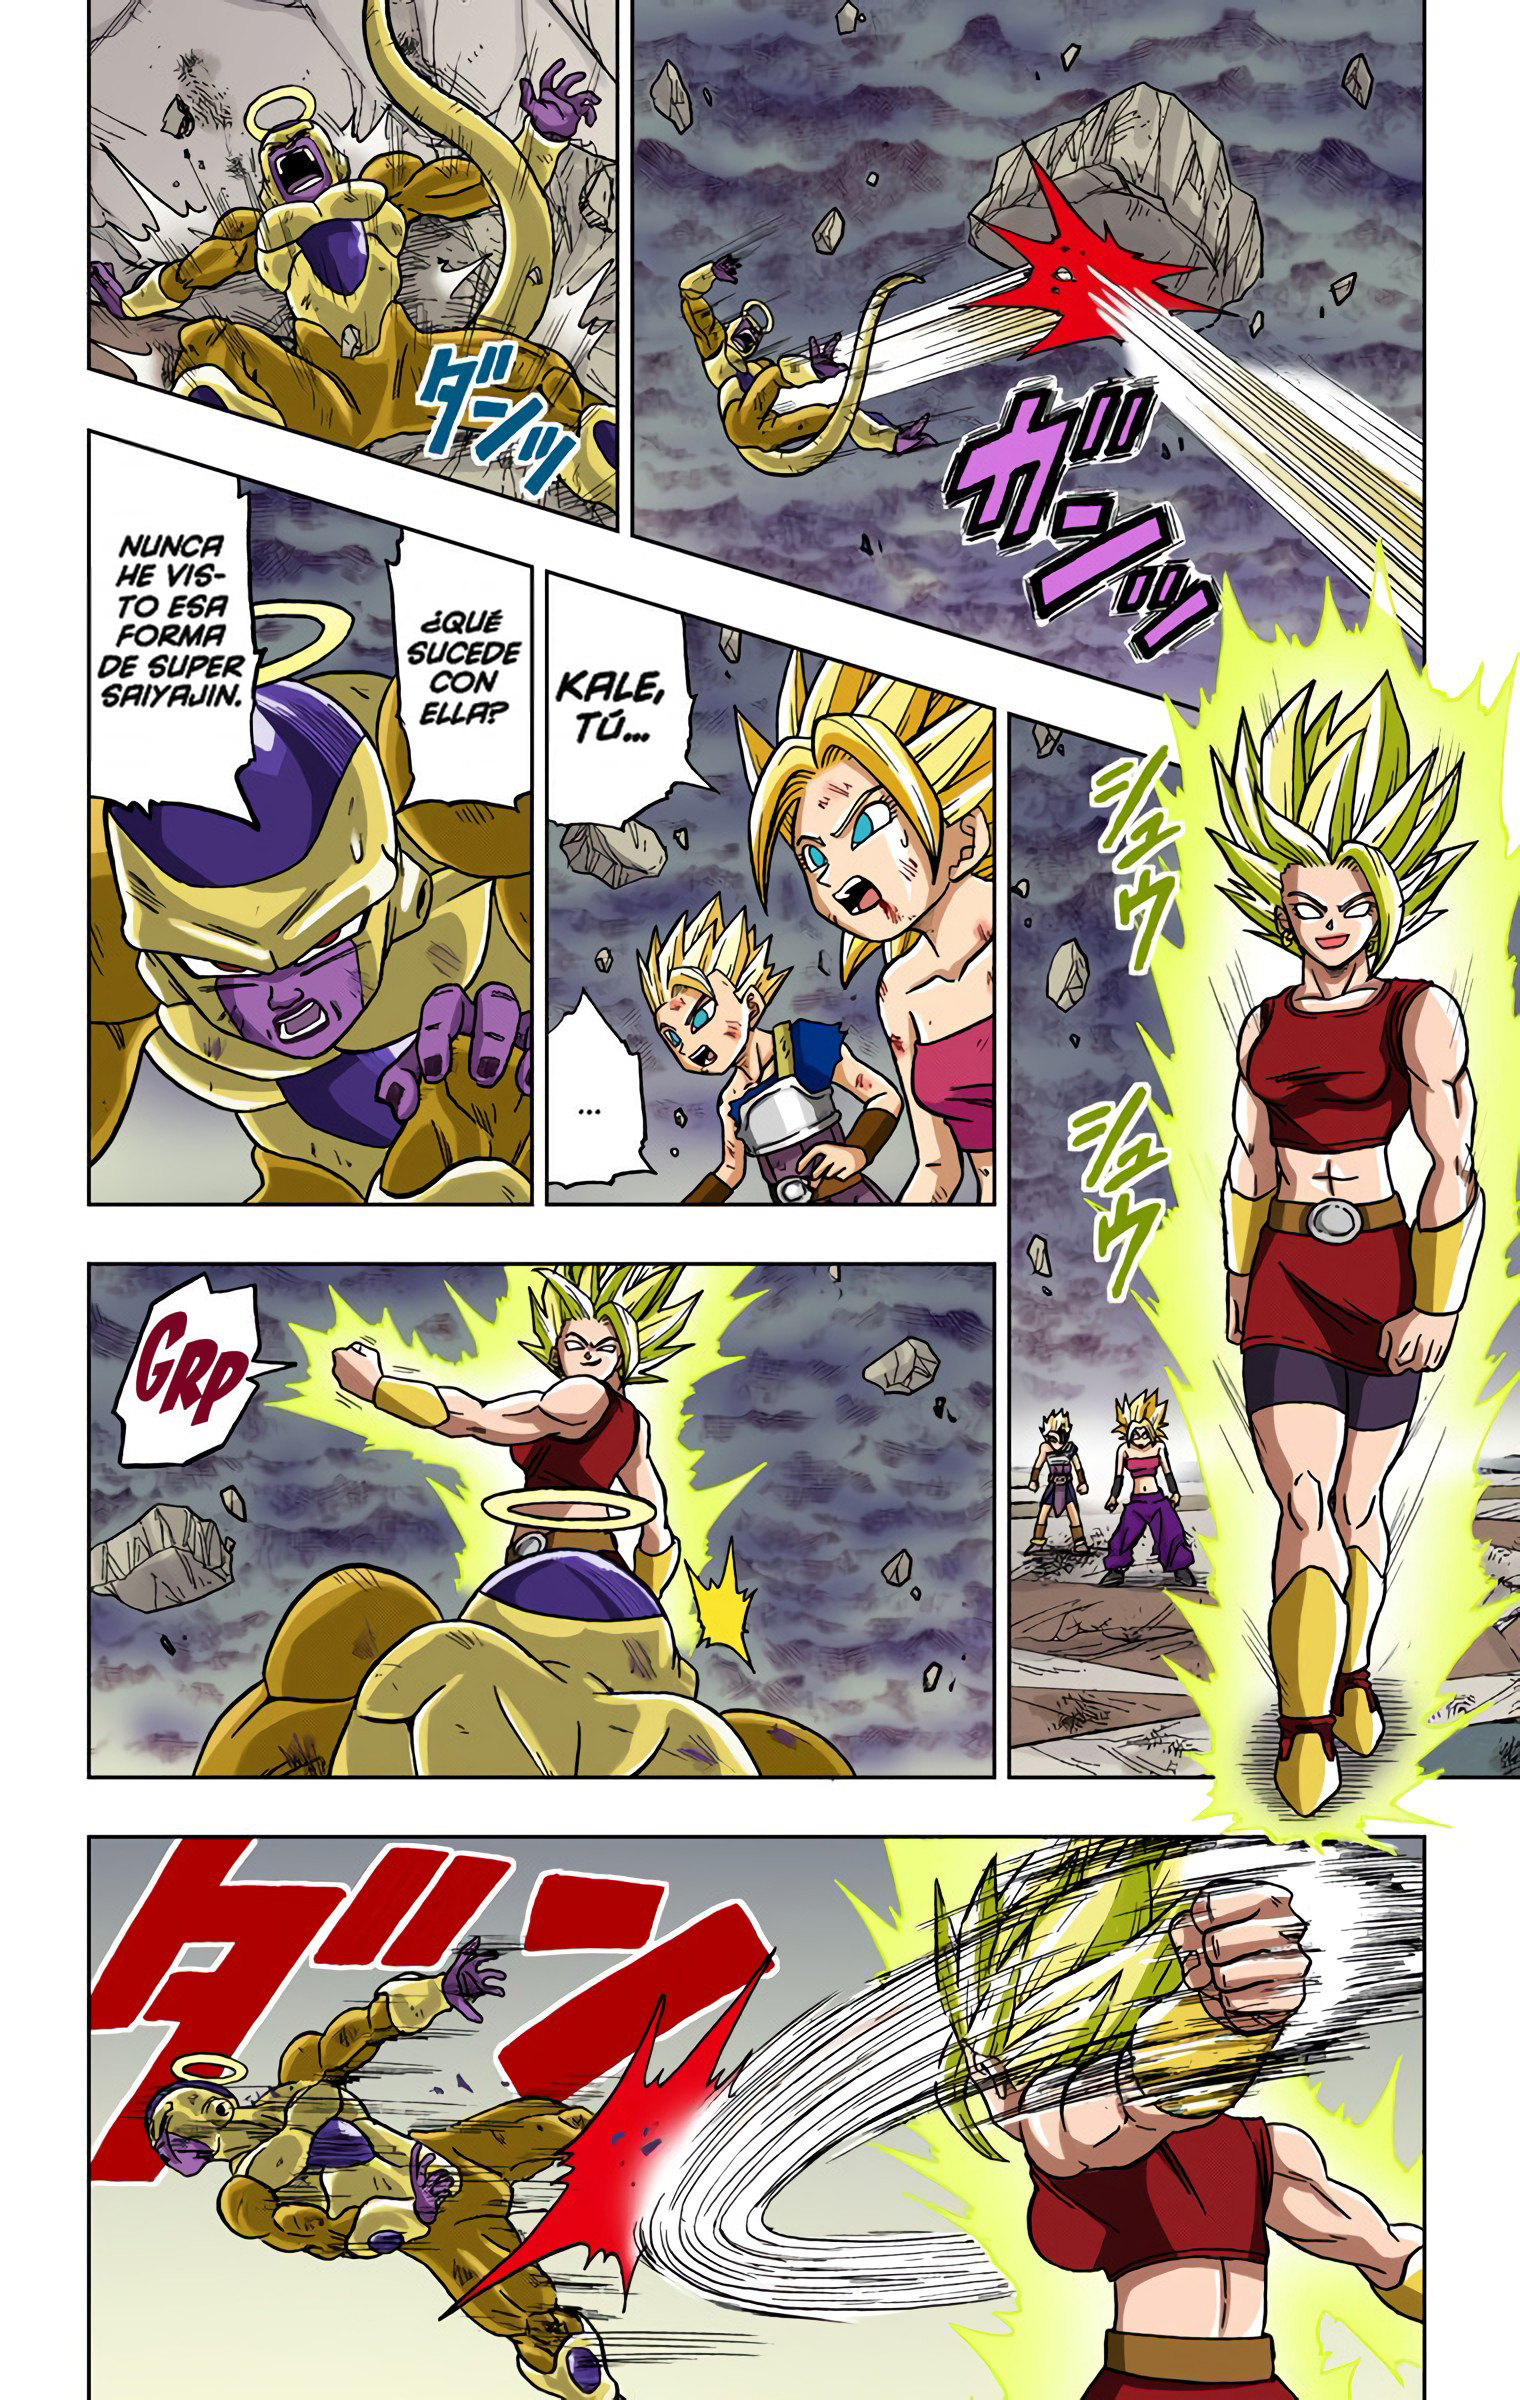 ガンッ
ダンッ
シュウ
シュウ
KALE,
TÚ...
...
¿QUÉ
SUCEDE
CON
ELLA?
NUNCA
HE VIS-
TO ESA
FORMA
DE SUPER
SAIYAJIN.
GRP
ダン